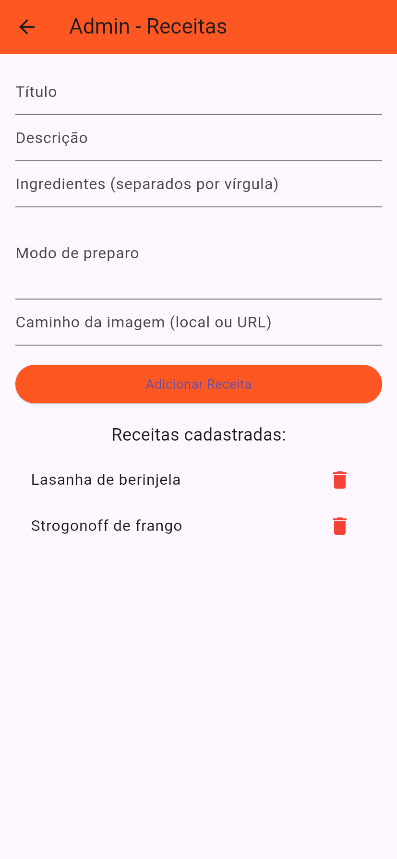 Admin - Receitas
Título
Descrição
Ingredientes (separados por vírgula)
Modo de preparo
Caminho da imagem (local ou URL)
Adicionar Receita
Receitas cadastradas:
Lasanha de berinjela
Strogonoff de frango